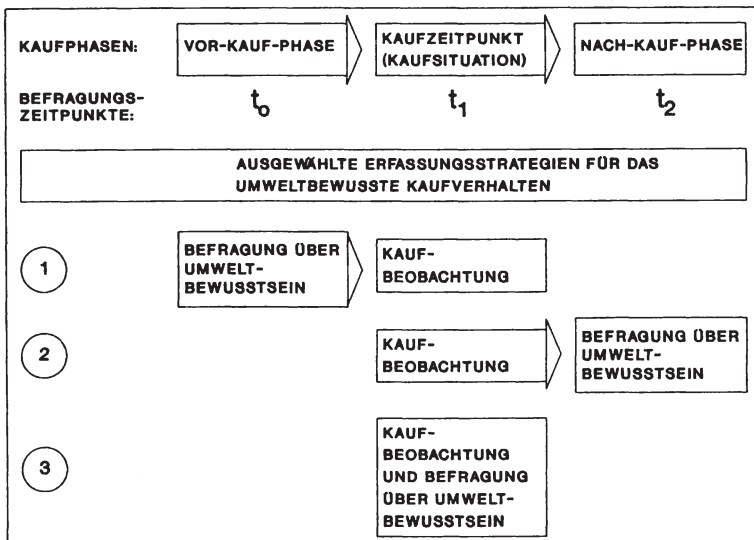 KAUFPHASEN:
VOR-KAUF-PHASE
KAUFZEITPUNKT
(KAUFSITUATION)
NACH-KAUF-PHASE
BEFRAGUNGS-
ZEITPUNKTE:
t₀
t₁
t₂
AUSGEWÄHLTE ERFASSUNGSSTRATEGIEN FÜR DAS
UMWELTBEWUSSTE KAUFVERHALTEN
1
BEFRAGUNG ÜBER
UMWELT-
BEWUSSTSEIN
KAUF-
BEOBACHTUNG
2
KAUF-
BEOBACHTUNG
BEFRAGUNG ÜBER
UMWELT-
BEWUSSTSEIN
3
KAUF-
BEOBACHTUNG
UND BEFRAGUNG
ÜBER UMWELT-
BEWUSSTSEIN